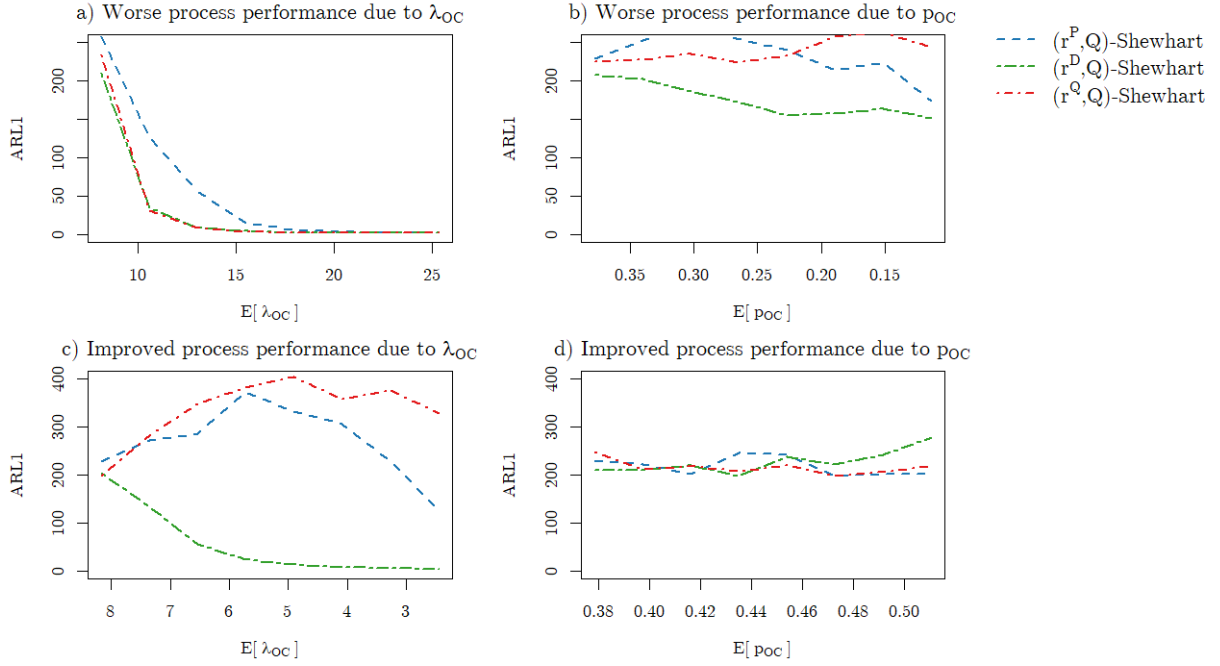 a) Worse process performance due to λOC
b) Worse process performance due to pOC
(r^P,Q)-Shewhart
(r^D,Q)-Shewhart
(r^Q,Q)-Shewhart
ARL1
0 50 100 200
10 15 20 25
E[ λOC ]
ARL1
0 50 100 200
0.35 0.30 0.25 0.20 0.15
E[ pOC ]
c) Improved process performance due to λOC
d) Improved process performance due to pOC
ARL1
0 100 200 300 400
8 7 6 5 4 3
E[ λOC ]
ARL1
0 100 200 300 400
0.38 0.40 0.42 0.44 0.46 0.48 0.50
E[ pOC ]